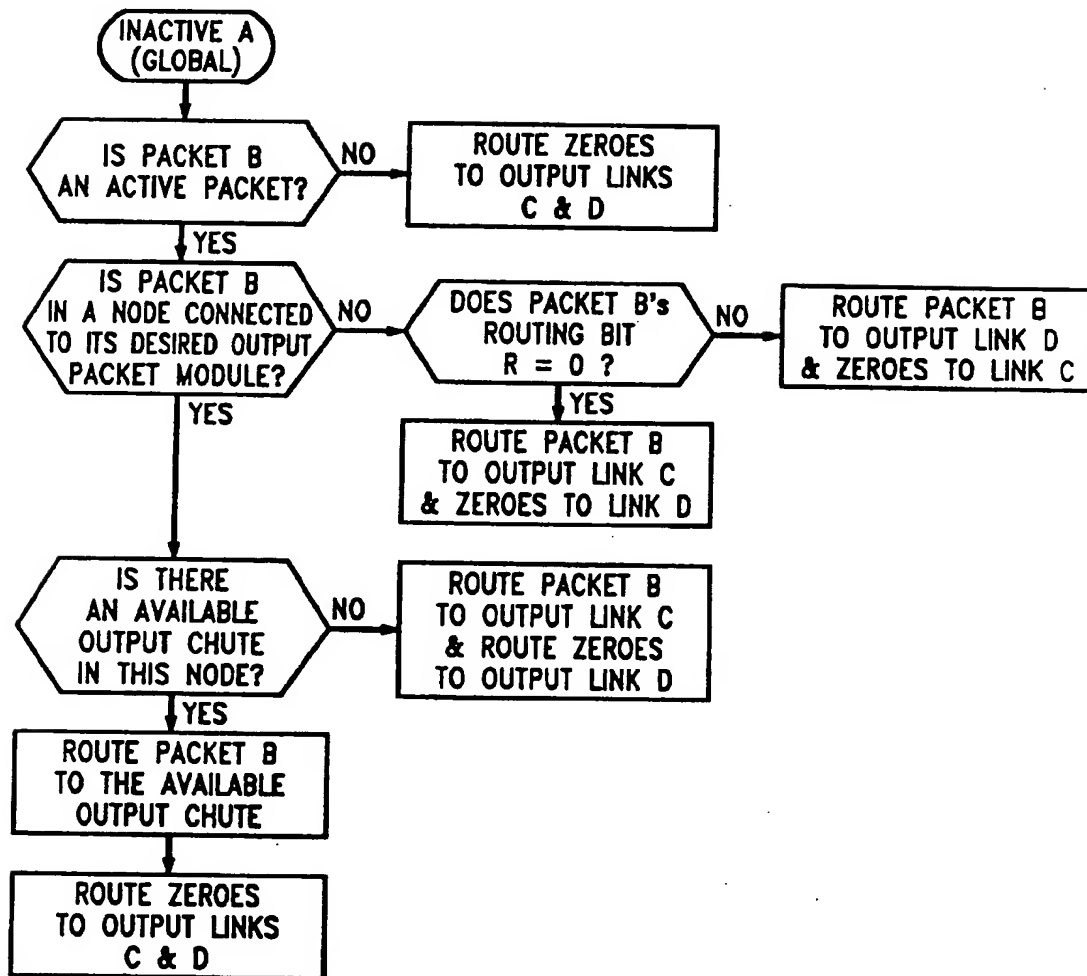 INACTIVE A
(GLOBAL)
IS PACKET B
AN ACTIVE PACKET?
NO
ROUTE ZEROES
TO OUTPUT LINKS
C & D
YES
IS PACKET B
IN A NODE CONNECTED
TO ITS DESIRED OUTPUT
PACKET MODULE?
NO
DOES PACKET B's
ROUTING BIT
R = 0 ?
NO
ROUTE PACKET B
TO OUTPUT LINK D
& ZEROES TO LINK C
YES
ROUTE PACKET B
TO OUTPUT LINK C
& ZEROES TO LINK D
YES
IS THERE
AN AVAILABLE
OUTPUT CHUTE
IN THIS NODE?
NO
ROUTE PACKET B
TO OUTPUT LINK C
& ROUTE ZEROES
TO OUTPUT LINK D
YES
ROUTE PACKET B
TO THE AVAILABLE
OUTPUT CHUTE
ROUTE ZEROES
TO OUTPUT LINKS
C & D